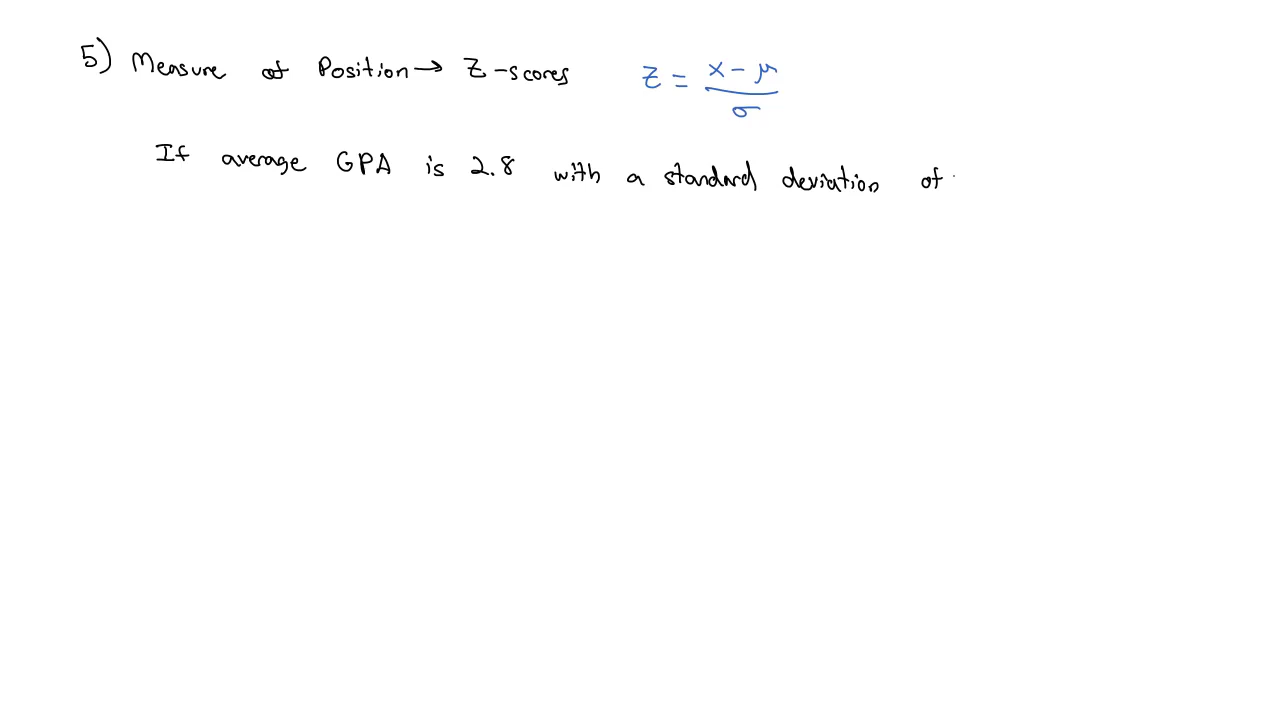 5) Measure of Position → Z-scores z = x - μ / σ
If average GPA is 2.8 with a standard deviation of